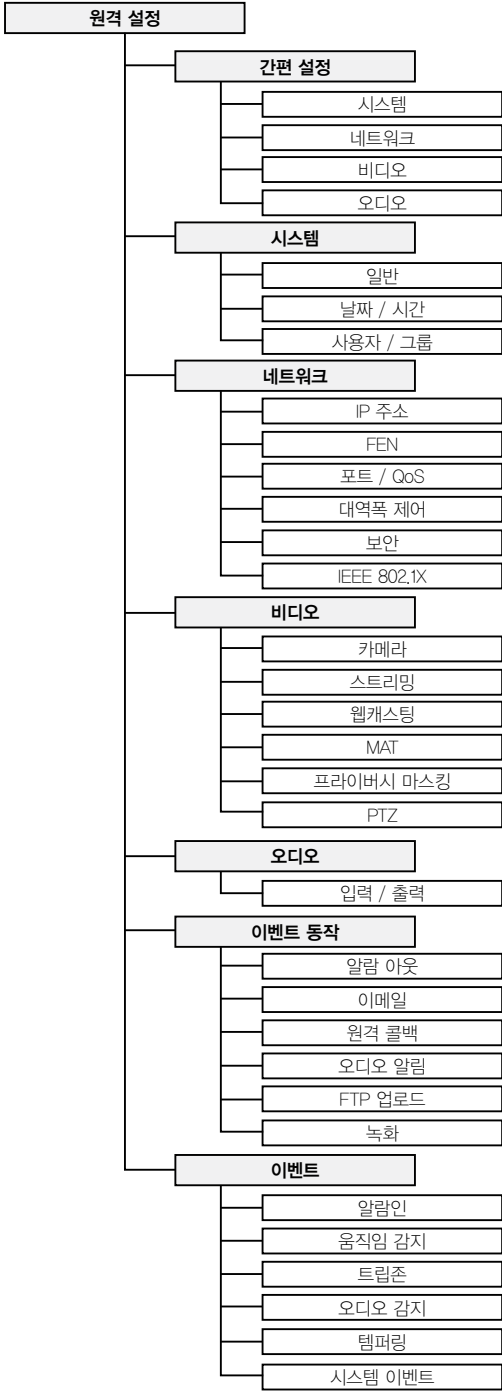 원격 설정
간편 설정
시스템
네트워크
비디오
오디오
시스템
일반
날짜 / 시간
사용자 / 그룹
네트워크
IP 주소
FEN
포트 / QoS
대역폭 제어
보안
IEEE 802.1X
비디오
카메라
스트리밍
웹캐스팅
MAT
프라이버시 마스킹
PTZ
오디오
입력 / 출력
이벤트 동작
알람 아웃
이메일
원격 콜백
오디오 알림
FTP 업로드
녹화
이벤트
알람인
움직임 감지
트립존
오디오 감지
템퍼링
시스템 이벤트